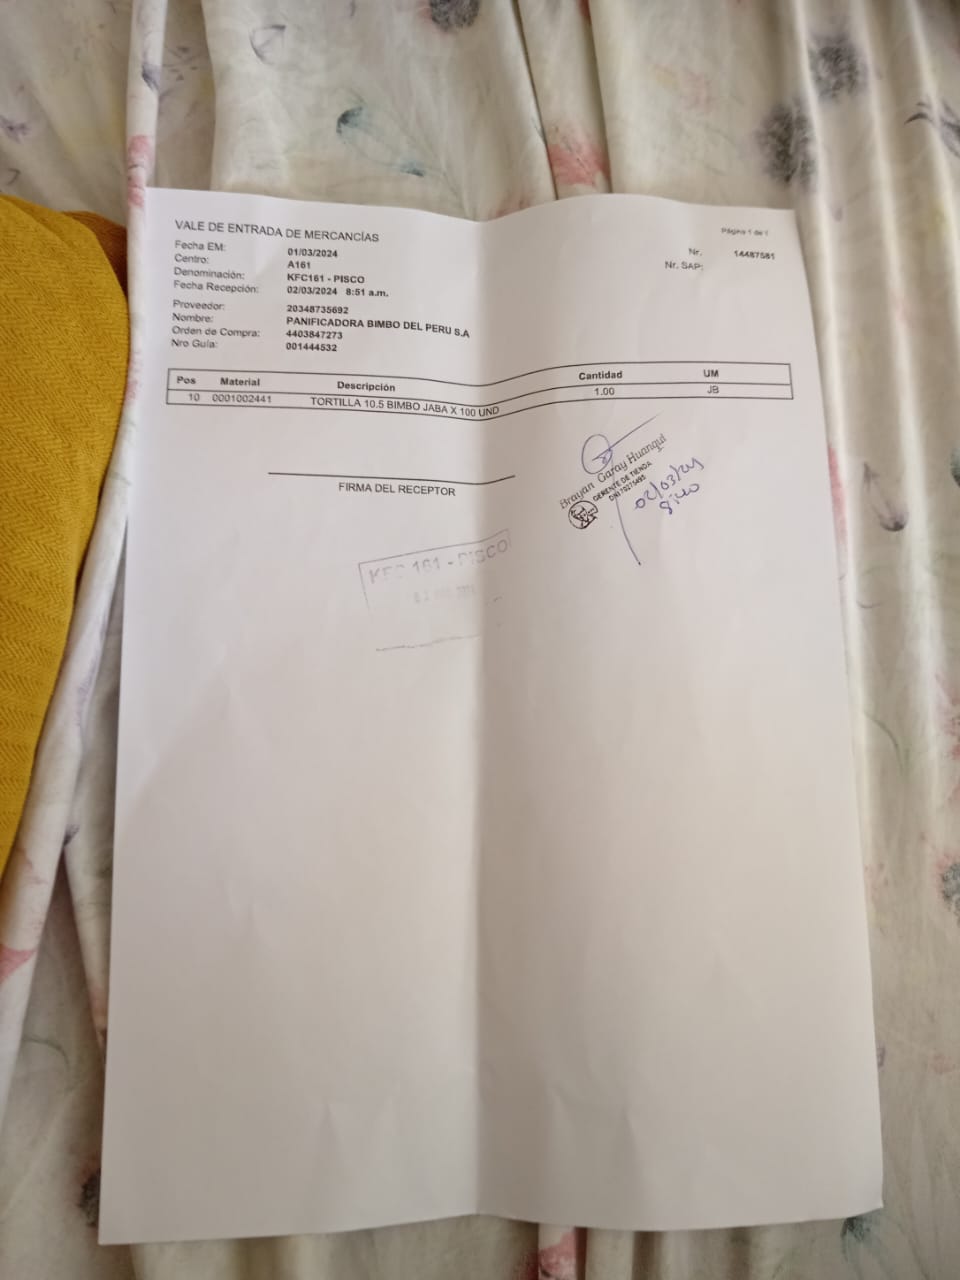 Página 1 de 1
VALE DE ENTRADA DE MERCANCÍAS
Fecha EM: 01/03/2024 Nr. 14487581
Centro: A161 Nr. SAP:
Denominación: KFC161 - PISCO
Fecha Recepción: 02/03/2024 8:51 a.m.
Proveedor: 20348735692
Nombre: PANIFICADORA BIMBO DEL PERU S.A
Orden de Compra: 4403847273
Nro Guía: 001444532
Pos Material Descripción Cantidad UM
10 0001002441 TORTILLA 10.5 BIMBO JABA X 100 UND 1.00 JB
FIRMA DEL RECEPTOR
Brayan Garay Huanqui
GERENTE DE TIENDA
02/03/24
KFC 161 - PISCO